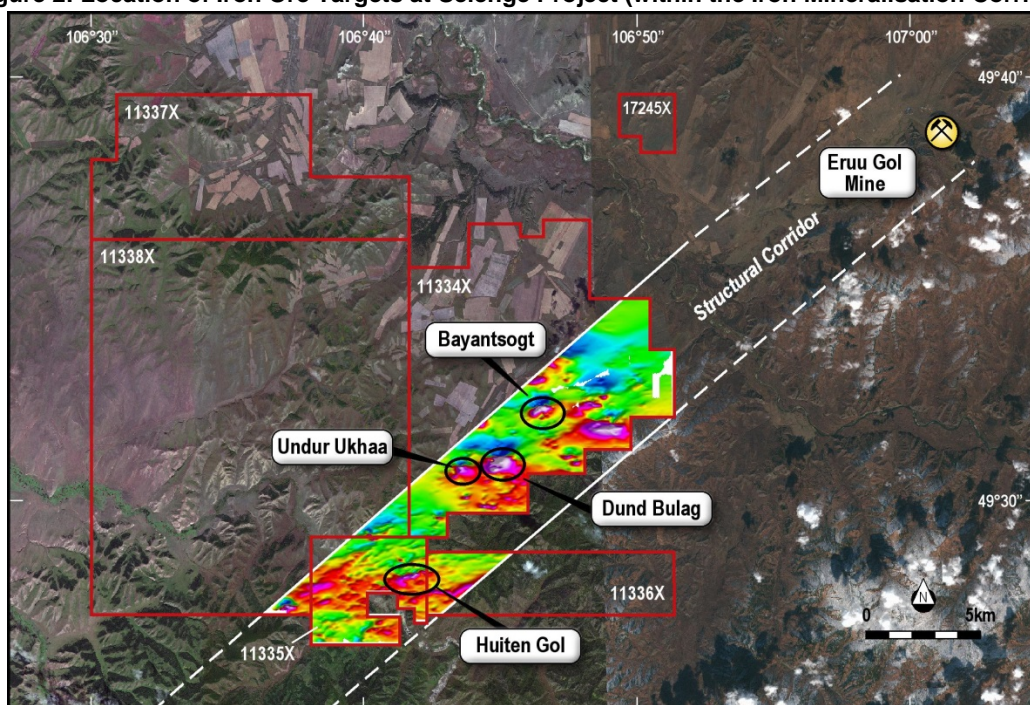 Figure 2: Location of Iron Ore Targets at Selenge Project (within the Iron Mineralisation
106°30” 106°40” 106°50” 107°00”
49°40”
11337X
17245X
Eruu Gol
Mine
Structural Corridor
11338X
11334X
Bayantsogt
Undur Ukhaa
Dund Bulag
49°30”
11336X
N
0 5km
11335X
Huiten Gol